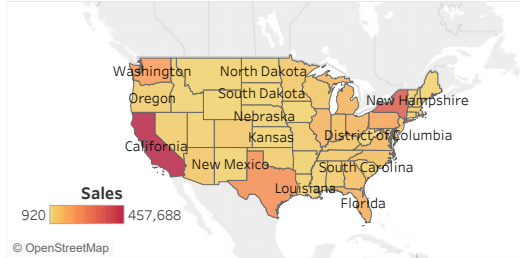 Washington
North Dakota
Oregon
South Dakota
New Hampshire
Nebraska
California
Kansas
District of Columbia
New Mexico
South Carolina
Louisiana
Florida
Sales
920
457,688
© OpenStreetMap